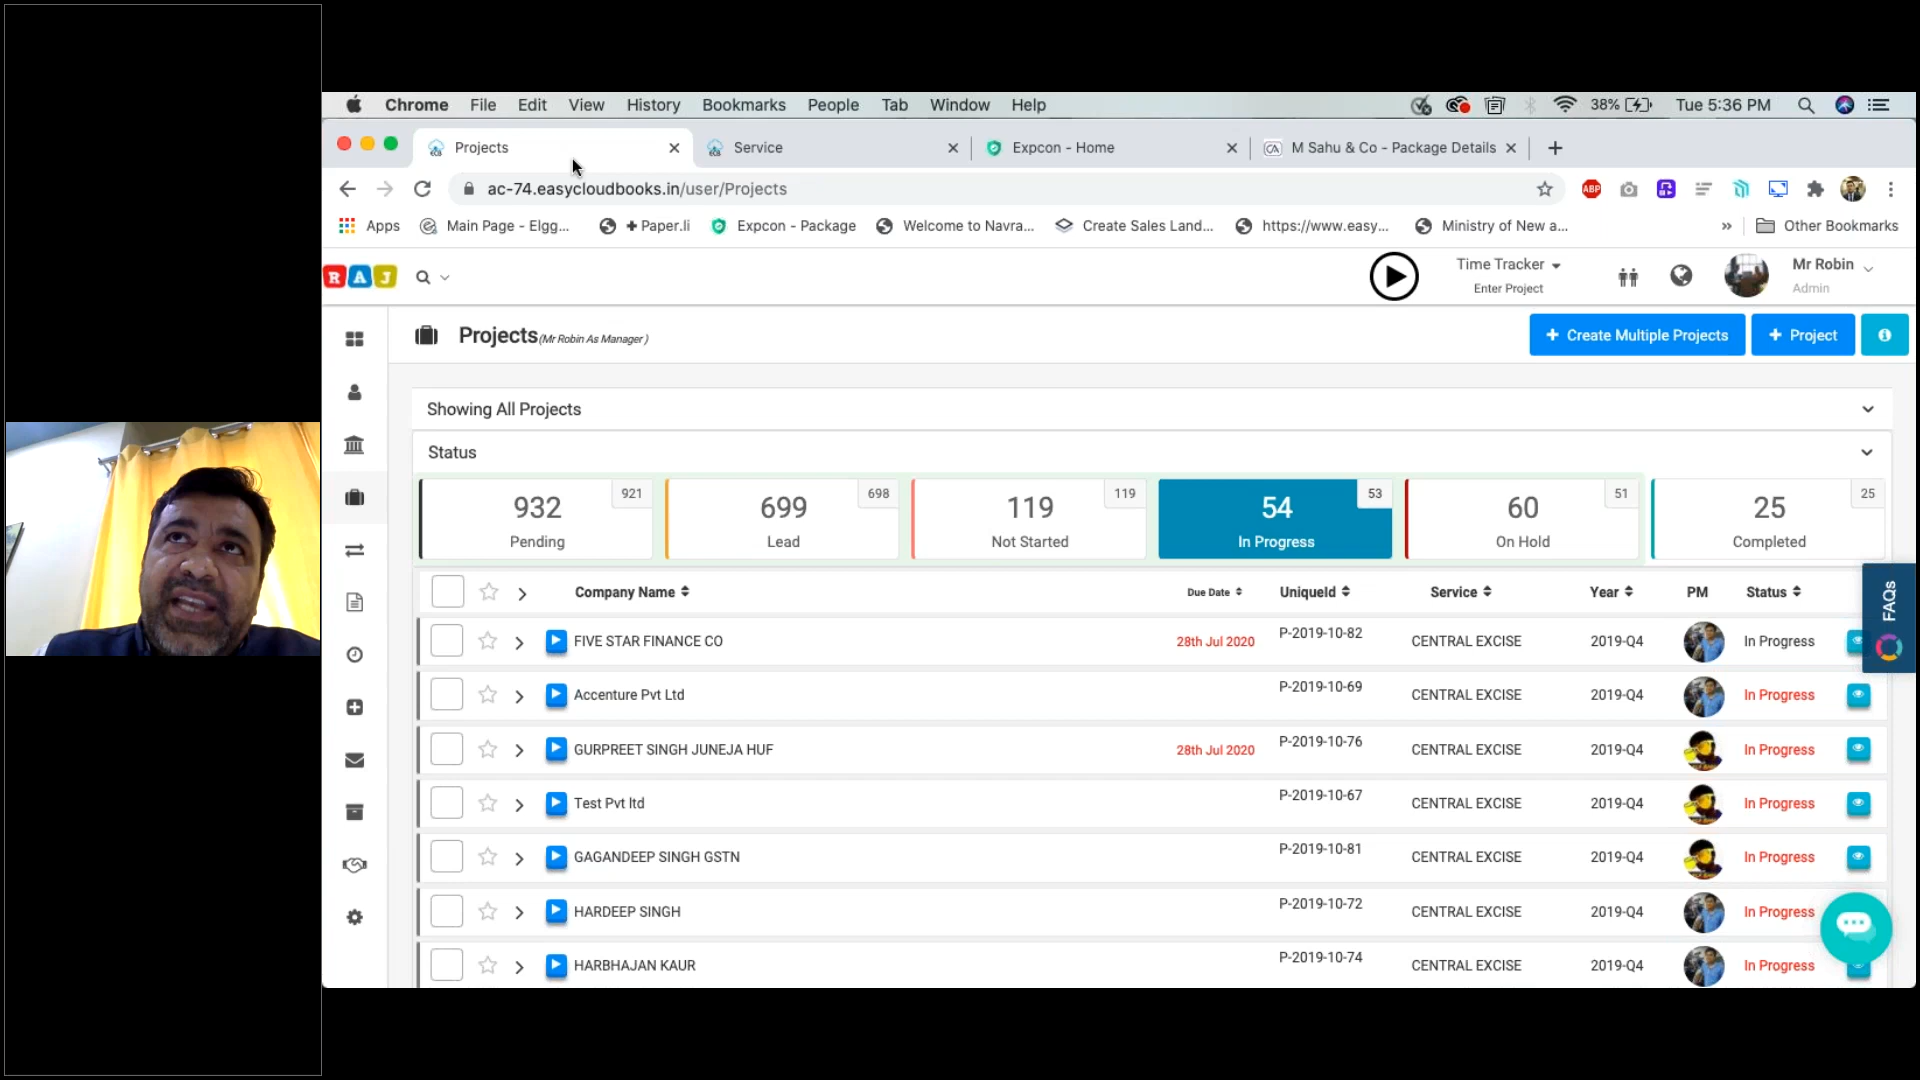 Chrome File Edit View History Bookmarks People Tab Window Help 38% Tue 5:36 PM
Projects Service Expcon - Home M Sahu & Co - Package Details
ac-74.easycloudbooks.in/user/Projects ABP
Apps Main Page - Elgg... + Paper.li Expcon - Package Welcome to Navra... Create Sales Land... https://www.easy... Ministry of New a... » Other Bookmarks
RAJ Time Tracker Mr Robin
Enter Project Admin
Projects(Mr Robin As Manager) + Create Multiple Projects + Project
Showing All Projects
Status
932 921 699 698 119 119 54 53 60 51 25 25
Pending Lead Not Started In Progress On Hold Completed
Company Name Due Date UniqueId Service Year PM Status
FAQs
FIVE STAR FINANCE CO 28th Jul 2020 P-2019-10-82 CENTRAL EXCISE 2019-Q4 In Progress
Accenture Pvt Ltd P-2019-10-69 CENTRAL EXCISE 2019-Q4 In Progress
GURPREET SINGH JUNEJA HUF 28th Jul 2020 P-2019-10-76 CENTRAL EXCISE 2019-Q4 In Progress
Test Pvt ltd P-2019-10-67 CENTRAL EXCISE 2019-Q4 In Progress
GAGANDEEP SINGH GSTN P-2019-10-81 CENTRAL EXCISE 2019-Q4 In Progress
HARDEEP SINGH P-2019-10-72 CENTRAL EXCISE 2019-Q4 In Progress
HARBHAJAN KAUR P-2019-10-74 CENTRAL EXCISE 2019-Q4 In Progress